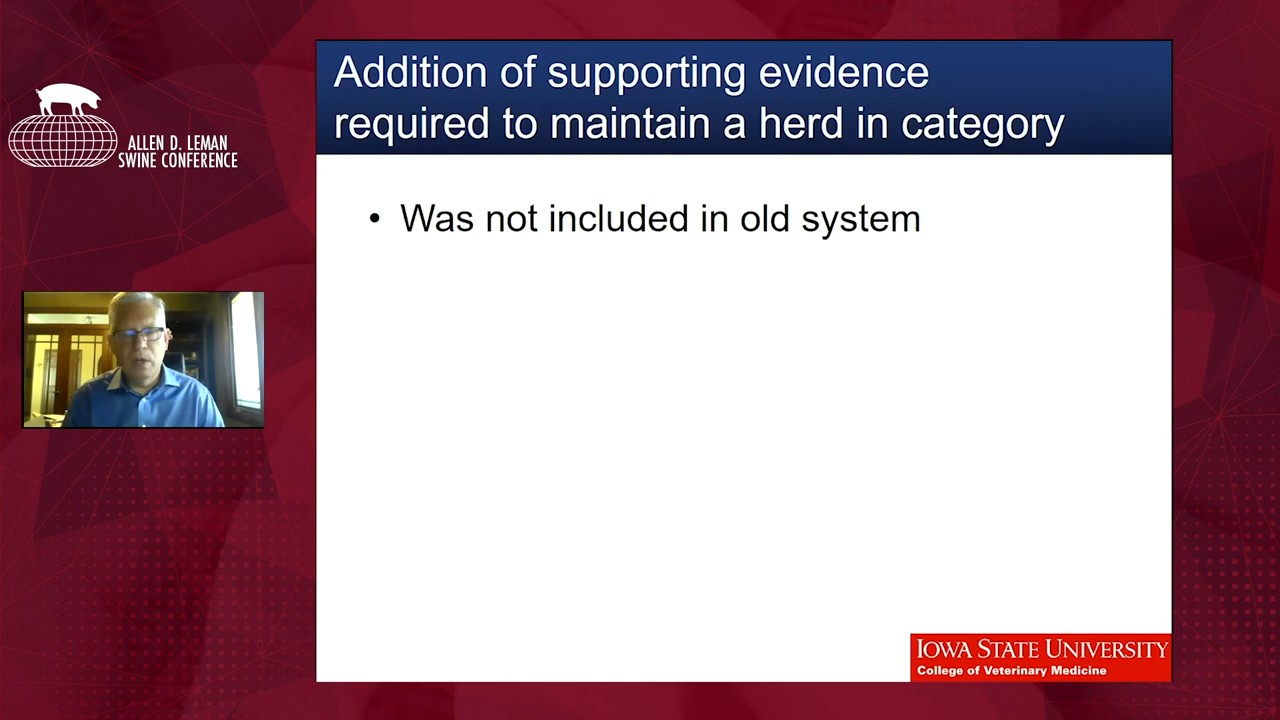 ALLEN D. LEMAN
SWINE CONFERENCE
Addition of supporting evidence
required to maintain a herd in category
• Was not included in old system
IOWA STATE UNIVERSITY
College of Veterinary Medicine